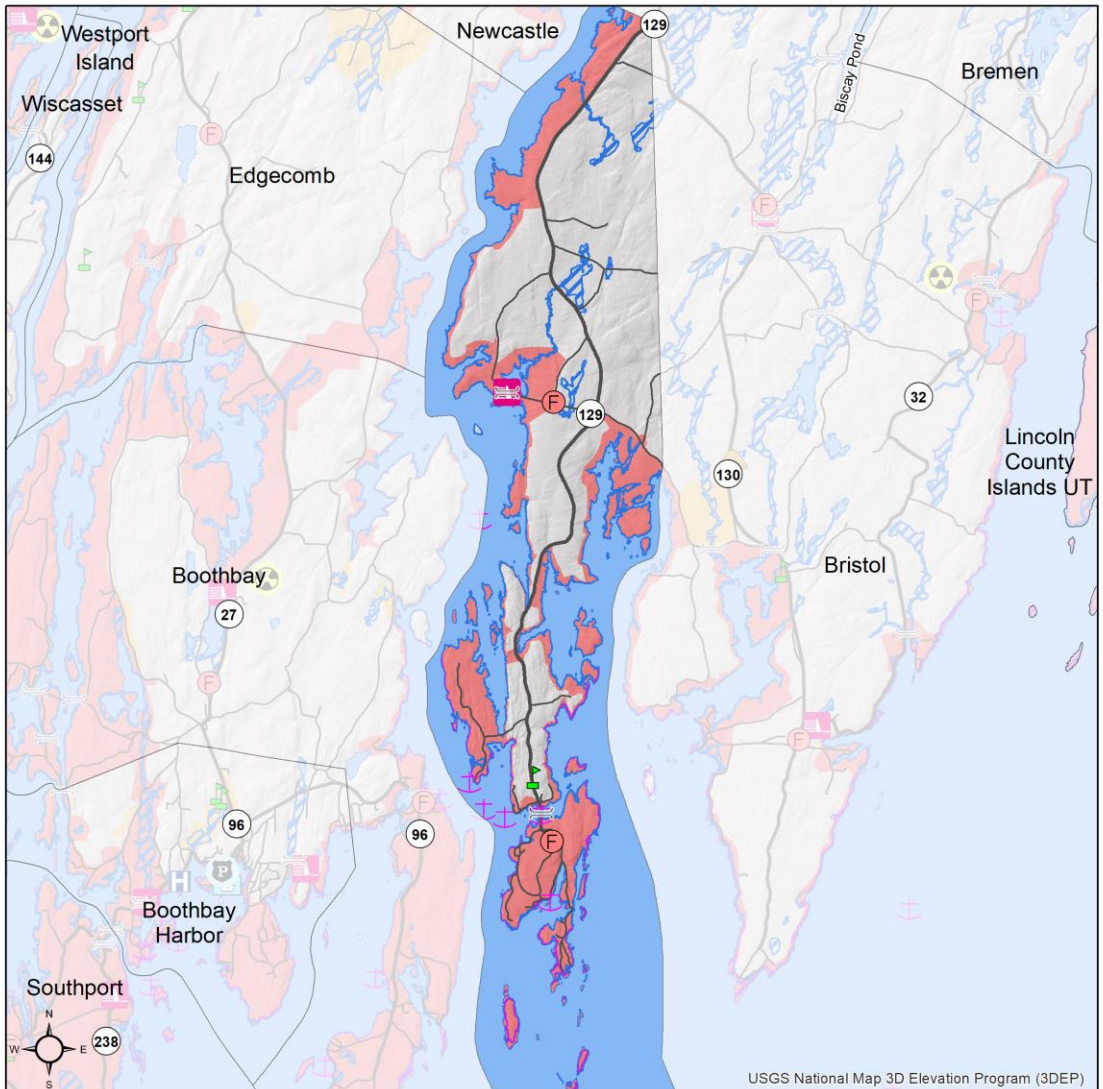 Newcastle
129
Westport
Island
Biscay Pond
Bremen
Wiscasset
F
144
Edgecomb
F
F
32
F
129
Lincoln
County
Islands UT
130
Boothbay
Bristol
27
F
F
96
96
F
P
H
Boothbay
Harbor
Southport
N
W
E
S
238
F
USGS National Map 3D Elevation Program (3DEP)